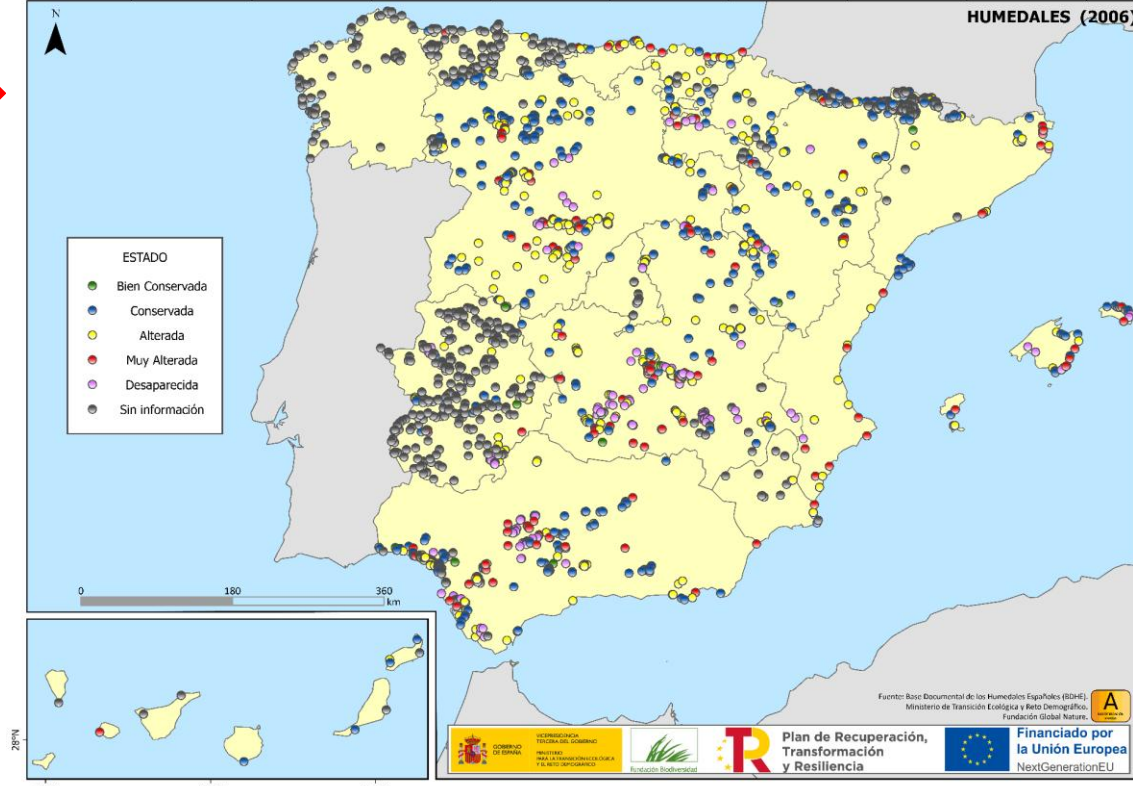 HUMEDALES (2006)
N
ESTADO
Bien Conservada
Conservada
Alterada
Muy Alterada
Desaparecida
Sin información
0 180 360
km
28°N
Fuente: Base Documental de los Humedales Españoles (BDHE).
Ministerio de Transición Ecológica y Reto Demográfico.
Fundación Global Nature.
A
GOBIERNO
DE ESPAÑA
VICEPRESIDENCIA
TERCERA DEL GOBIERNO
MINISTERIO
PARA LA TRANSICIÓN ECOLÓGICA
Y EL RETO DEMOGRÁFICO
Fundación Biodiversidad
R
Plan de Recuperación,
Transformación
y Resiliencia
Financiado por
la Unión Europea
NextGenerationEU